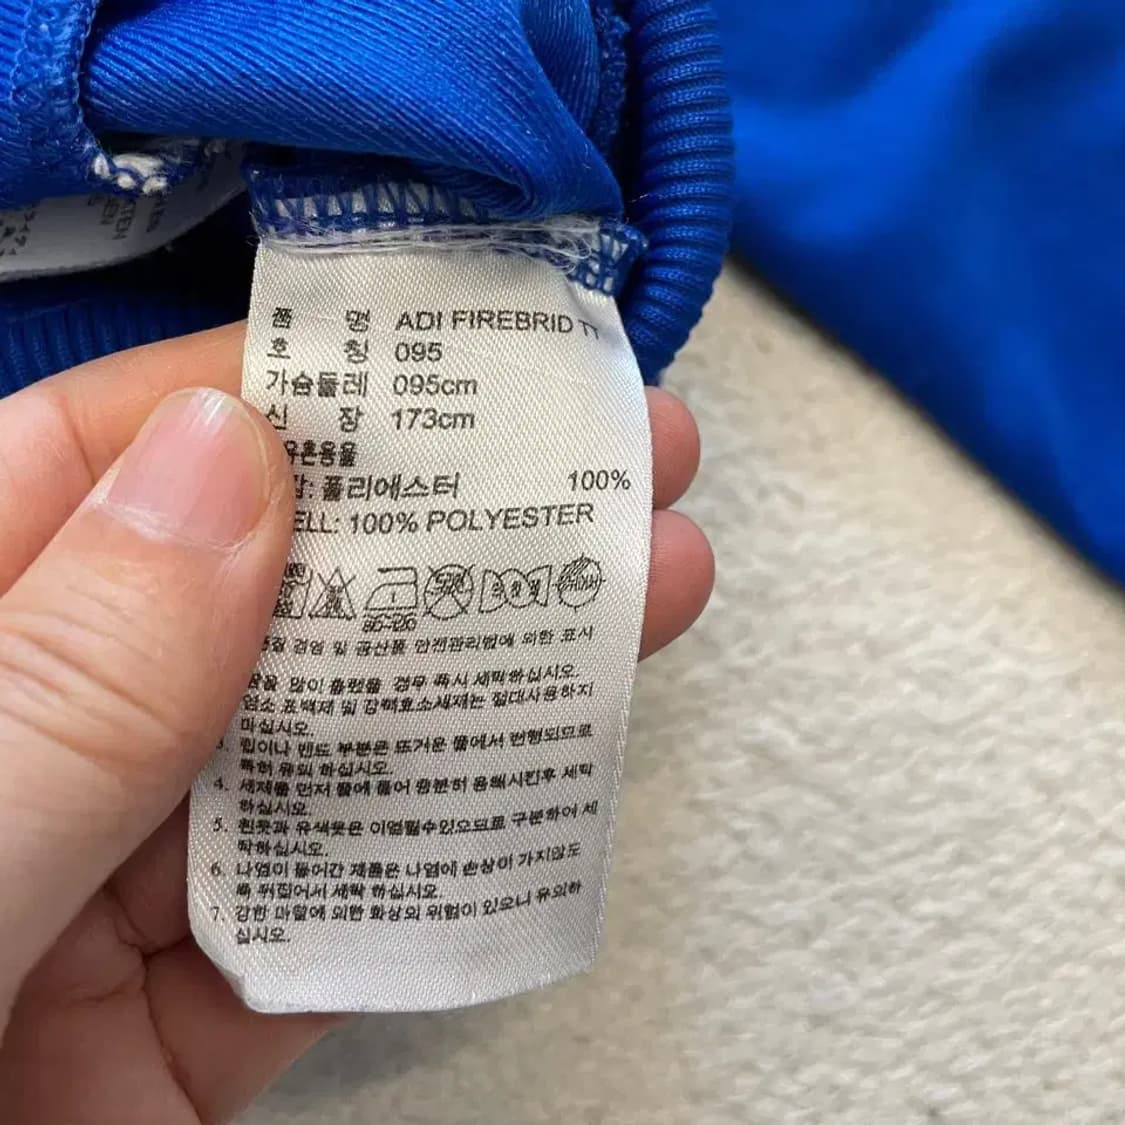 품 명 ADI FIREBRID TT
호 칭 095
가슴둘레 095cm
신 장 173cm
섬유혼용율
겉감: 폴리에스터 100%
SHELL: 100% POLYESTER
80~120
품질 경영 및 공산품 안전관리법에 의한 표시
땀을 많이 흘렸을 경우 즉시 세탁하십시오.
염소 표백제 및 강력효소세제는 절대사용하지
마십시오.
3. 립이나 밴드 부분은 뜨거운 물에서 변형되므로
특히 유의 하십시오.
4. 세제를 먼저 물에 풀어 충분히 용해시킨후 세탁
하십시오.
5. 흰옷과 유색옷은 이염될수있으므로 구분하여 세
탁하십시오.
6. 나염이 들어간 제품은 나염에 손상이 가지않도
록 뒤집어서 세탁 하십시오.
7. 강한 마찰에 의한 화상의 위험이 있으니 유의하
십시오.